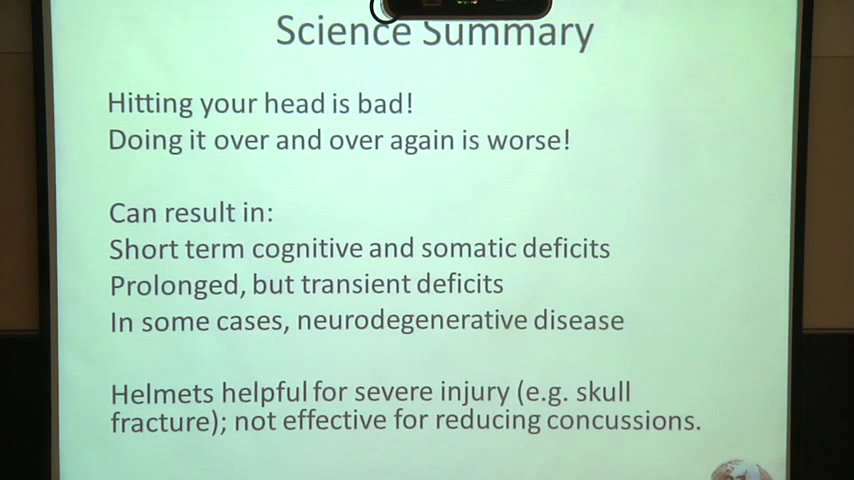 Science Summary
Hitting your head is bad!
Doing it over and over again is worse!
Can result in:
Short term cognitive and somatic deficits
Prolonged, but transient deficits
In some cases, neurodegenerative disease
Helmets helpful for severe injury (e.g. skull
fracture); not effective for reducing concussions.